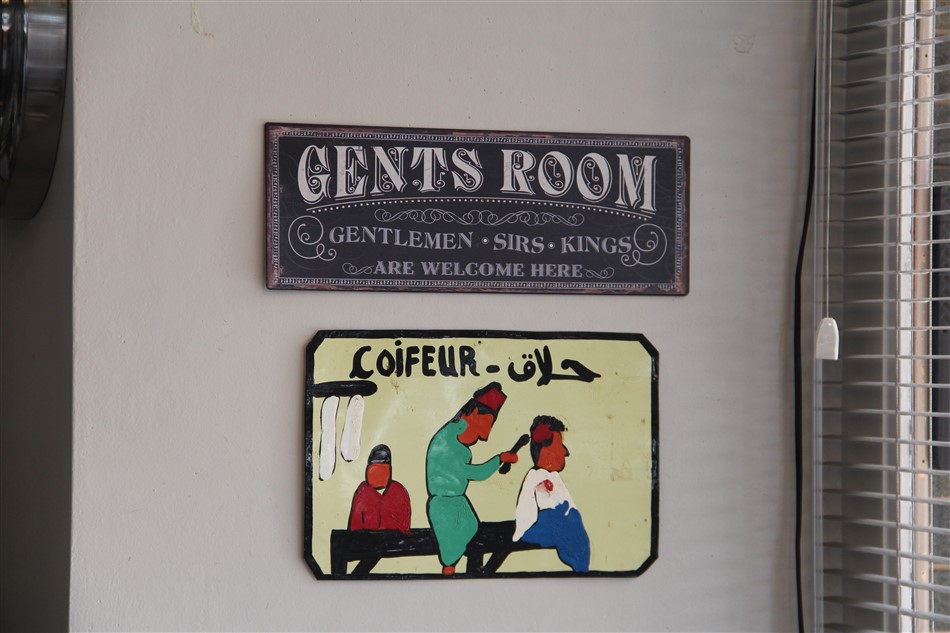 GENTS ROOM
GENTLEMEN • SIRS • KINGS
ARE WELCOME HERE
COIFEUR - حلاق